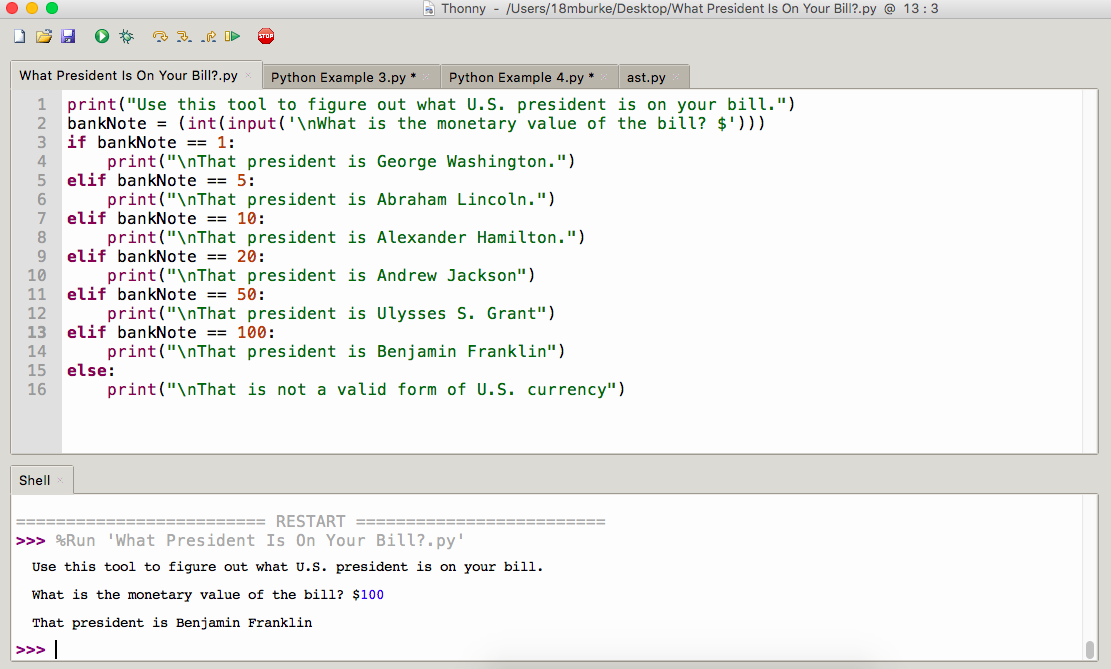 Thonny - /Users/18mburke/Desktop/What President Is On Your Bill?.py @ 13 : 3
STOP
What President Is On Your Bill?.py × Python Example 3.py * × Python Example 4.py * × ast.py ×
1 print("Use this tool to figure out what U.S. president is on your bill.")
2 bankNote = (int(input('\nWhat is the monetary value of the bill? $')))
3 if bankNote == 1:
4     print("\nThat president is George Washington.")
5 elif bankNote == 5:
6     print("\nThat president is Abraham Lincoln.")
7 elif bankNote == 10:
8     print("\nThat president is Alexander Hamilton.")
9 elif bankNote == 20:
10     print("\nThat president is Andrew Jackson")
11 elif bankNote == 50:
12     print("\nThat president is Ulysses S. Grant")
13 elif bankNote == 100:
14     print("\nThat president is Benjamin Franklin")
15 else:
16     print("\nThat is not a valid form of U.S. currency")
Shell ×
========================= RESTART =========================
>>> %Run 'What President Is On Your Bill?.py'
Use this tool to figure out what U.S. president is on your bill.
What is the monetary value of the bill? $100
That president is Benjamin Franklin
>>>